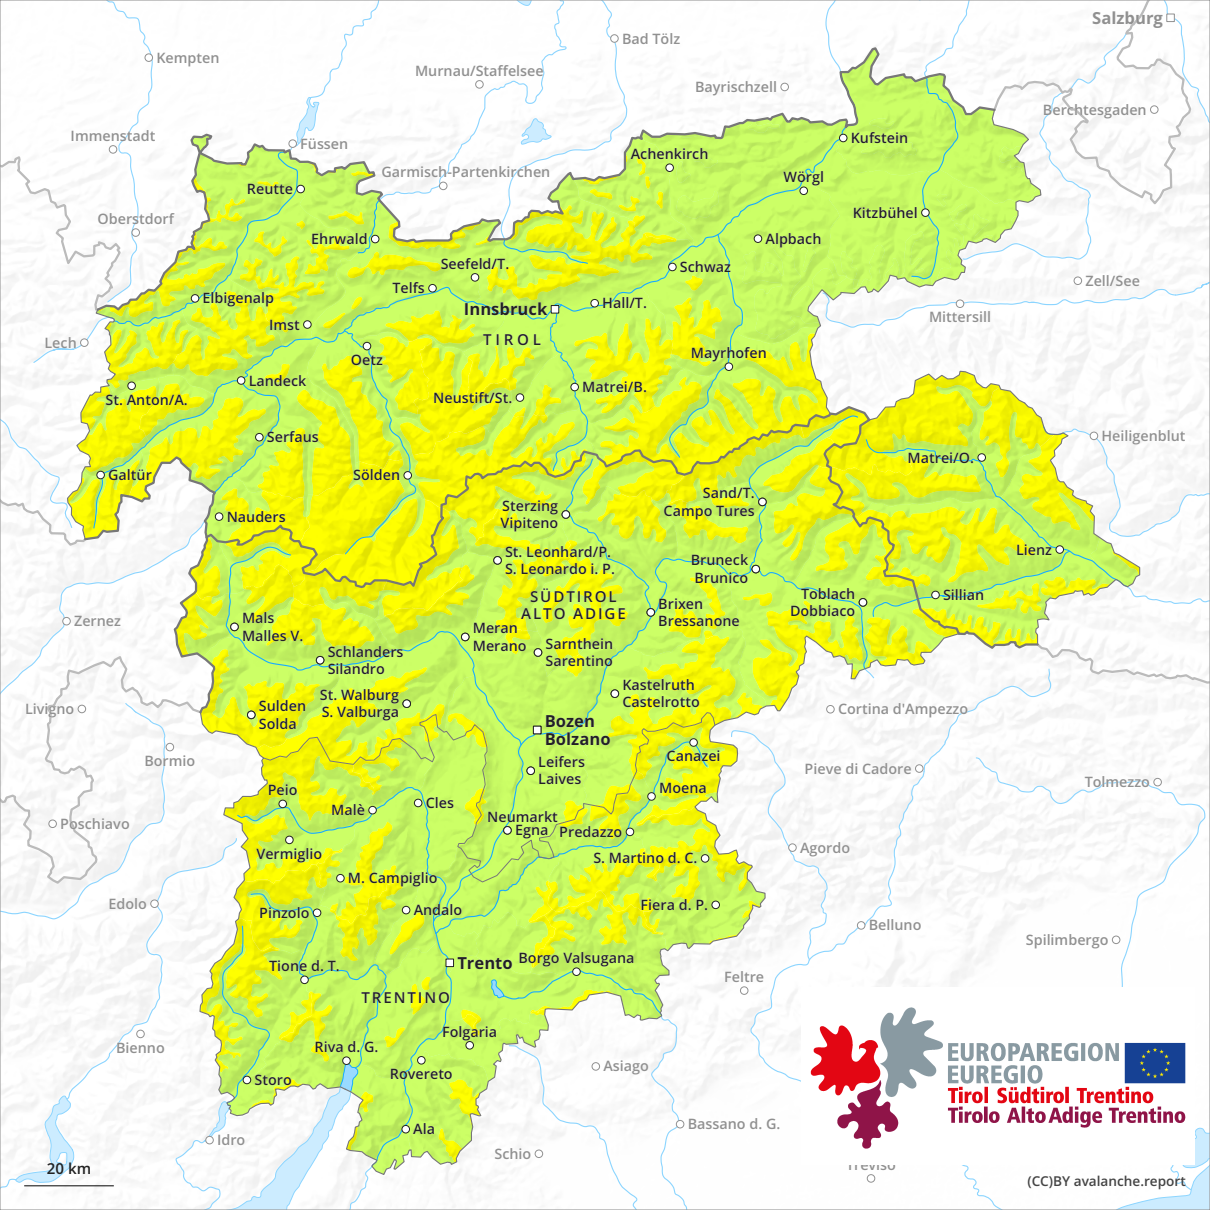 Salzburg
Bad Tölz
Kempten
Murnau/Staffelsee
Bayrischzell
Berchtesgaden
Immenstadt
Füssen
Kufstein
Achenkirch
Garmisch-Partenkirchen
Wörgl
Reutte
Kitzbühel
Oberstdorf
Ehrwald
Alpbach
Seefeld/T.
Schwaz
Zell/See
Telfs
Elbigenalp
Hall/T.
Innsbruck
Mittersill
Imst
TIROL
Lech
Mayrhofen
Oetz
Landeck
Matrei/B.
St. Anton/A.
Neustift/St.
Serfaus
Heiligenblut
Matrei/O.
Galtür
Sölden
Sand/T.
Campo Tures
Sterzing
Vipiteno
Nauders
St. Leonhard/P.
S. Leonardo i. P.
Lienz
Bruneck
Brunico
SÜDTIROL
ALTO ADIGE
Toblach
Dobbiaco
Sillian
Brixen
Bressanone
Zernez
Mals
Malles V.
Meran
Merano
Sarnthein
Sarentino
Schlanders
Silandro
Kastelruth
Castelrotto
St. Walburg
S. Valburga
Livigno
Sulden
Solda
Cortina d'Ampezzo
Bozen
Bolzano
Bormio
Canazei
Leifers
Laives
Pieve di Cadore
Tolmezzo
Peio
Moena
Malè
Cles
Neumarkt
Egna
Poschiavo
Predazzo
Agordo
Vermiglio
S. Martino d. C.
M. Campiglio
Edolo
Pinzolo
Andalo
Fiera d. P.
Belluno
Spilimbergo
Trento
Borgo Valsugana
Tione d. T.
Feltre
TRENTINO
Folgaria
Bienno
Riva d. G.
Asiago
Rovereto
Storo
EUROPAREGION
EUREGIO
Tirol Südtirol Trentino
Tirolo Alto Adige Trentino
Ala
Bassano d. G.
Idro
Schio
Treviso
20 km
(CC)BY avalanche.report